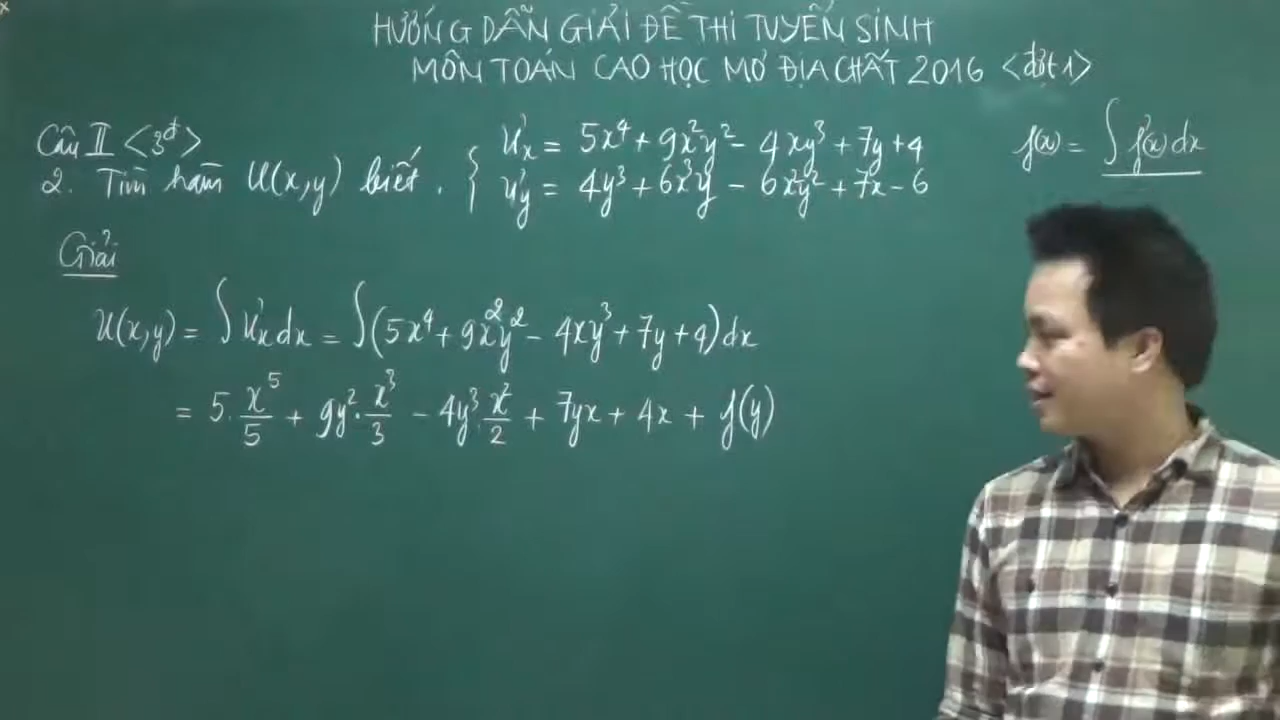 HƯỚNG DẪN GIẢI ĐỀ THI TUYỂN SINH
MÔN TOÁN CAO HỌC MỎ ĐỊA CHẤT 2016 <đợt 1>
Câu II <3đ>
2. Tìm hàm U(x,y) biết. { U'x = 5x⁴ + 9x²y² - 4xy³ + 7y + 4
U'y = 4y³ + 6x³y - 6x²y² + 7x - 6
f(x) = ∫ f'(x) dx
Giải
U(x,y) = ∫ U'x dx = ∫ (5x⁴ + 9x²y² - 4xy³ + 7y + 4) dx
= 5. x⁵/5 + 9y². x³/3 - 4y³. x²/2 + 7yx + 4x + f(y)